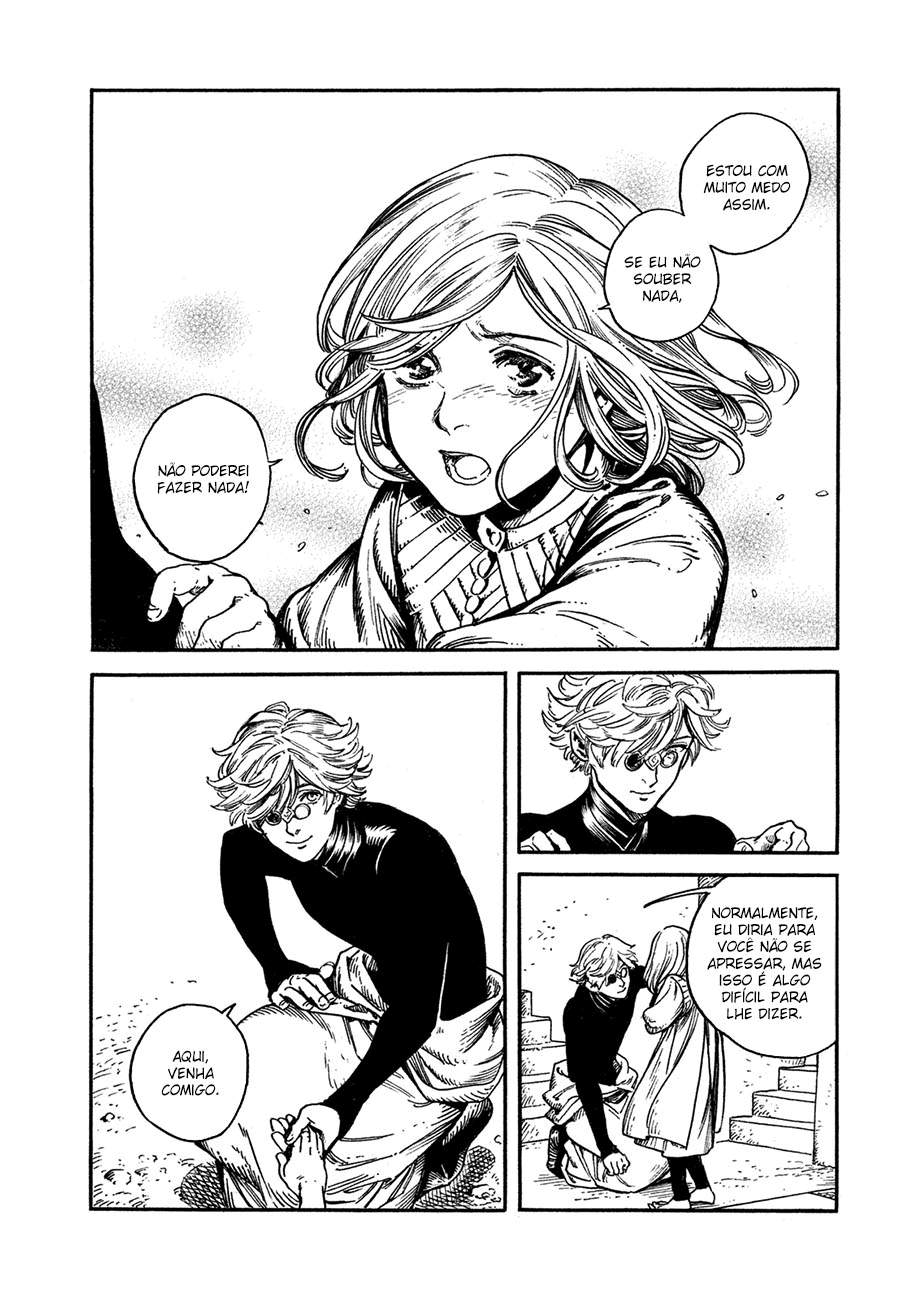 ESTOU COM
MUITO MEDO
ASSIM.
SE EU NÃO
SOUBER
NADA,
NÃO PODEREI
FAZER NADA!
NORMALMENTE,
EU DIRIA PARA
VOCÊ NÃO SE
APRESSAR, MAS
ISSO É ALGO
DIFÍCIL PARA
LHE DIZER.
AQUI,
VENHA
COMIGO.